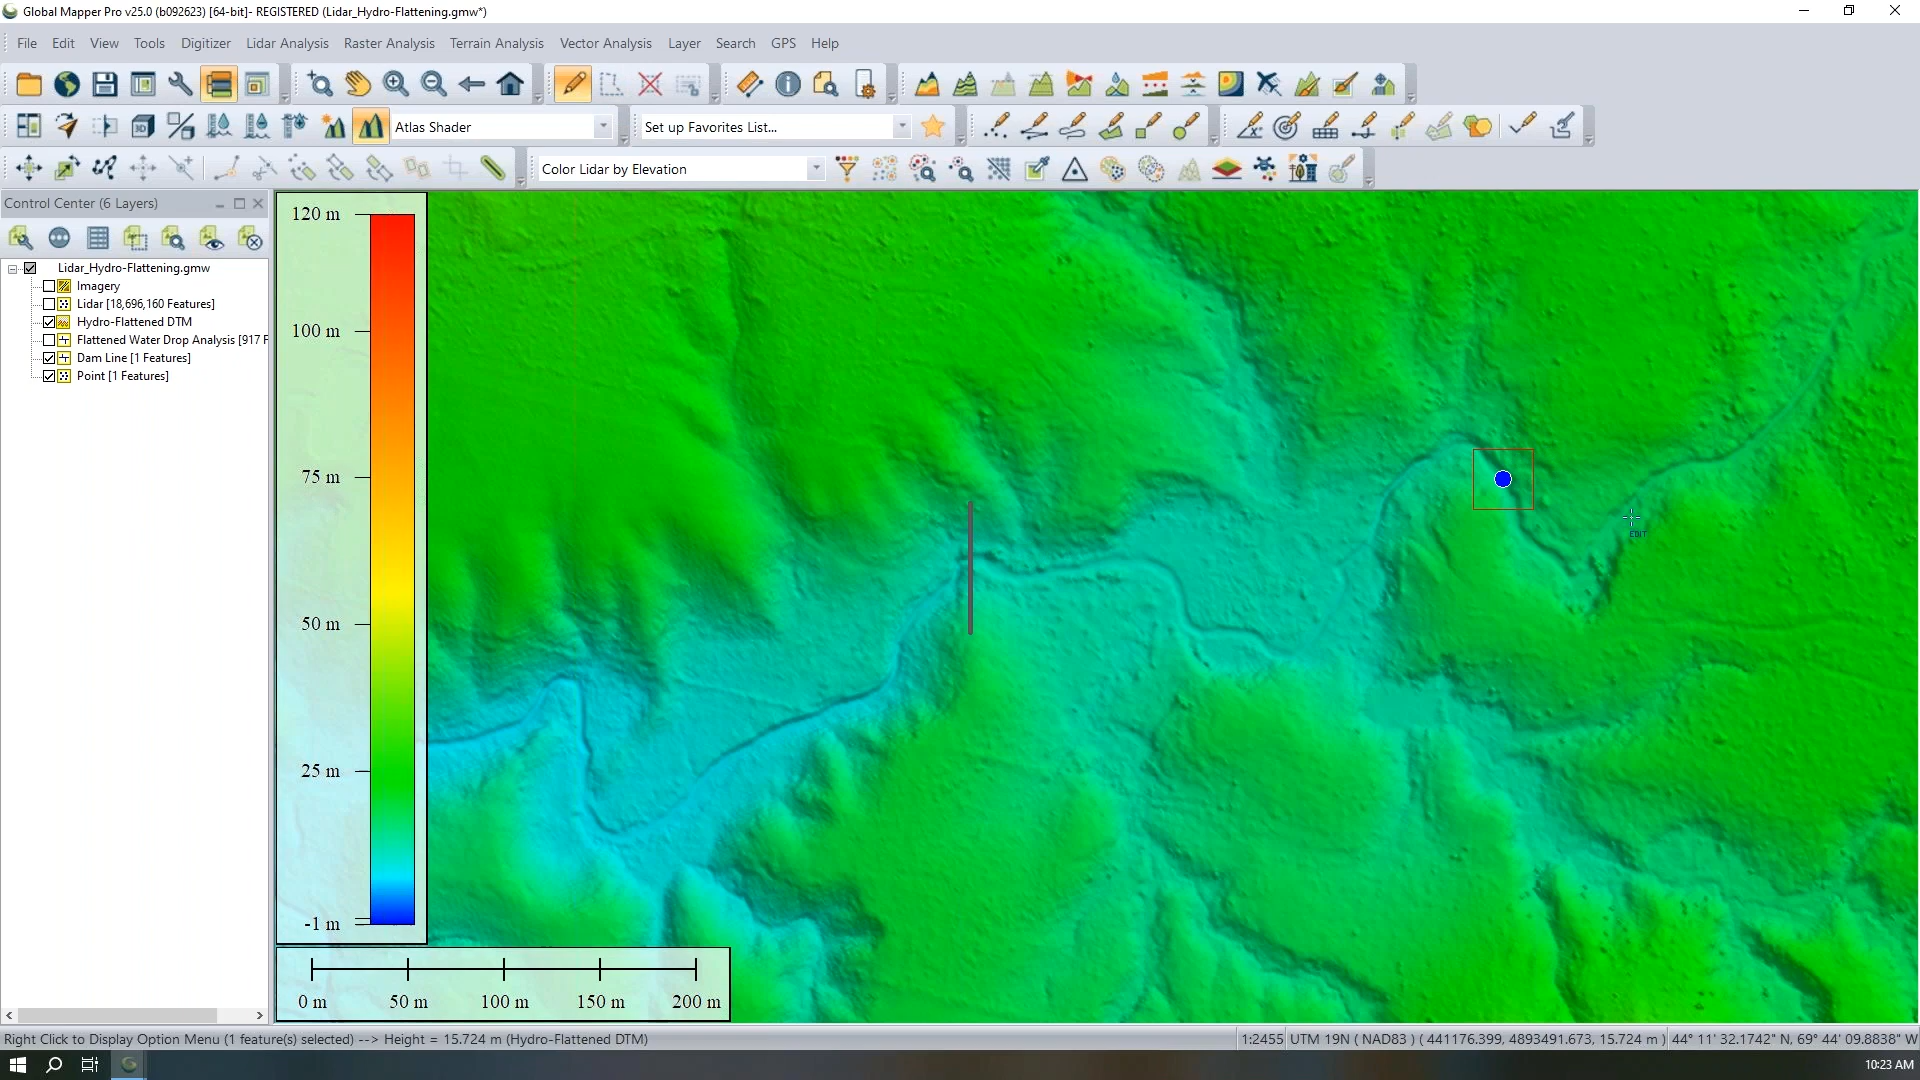 Global Mapper Pro v25.0 (b092623) [64-bit]- REGISTERED (Lidar_Hydro-Flattening.gmw*)
File Edit View Tools Digitizer Lidar Analysis Raster Analysis Terrain Analysis Vector Analysis Layer Search GPS Help
3D Atlas Shader Set up Favorites List...
Color Lidar by Elevation
Control Center (6 Layers)
Lidar_Hydro-Flattening.gmw
Imagery
Lidar [18,696,160 Features]
Hydro-Flattened DTM
Flattened Water Drop Analysis [917 F
Dam Line [1 Features]
Point [1 Features]
120 m
100 m
75 m
50 m
25 m
-1 m
EDIT
0 m 50 m 100 m 150 m 200 m
Right Click to Display Option Menu (1 feature(s) selected) --> Height = 15.724 m (Hydro-Flattened DTM)
1:2455 UTM 19N ( NAD83 ) ( 441176.399, 4893491.673, 15.724 m ) 44° 11' 32.1742" N, 69° 44' 09.8838" W
10:23 AM